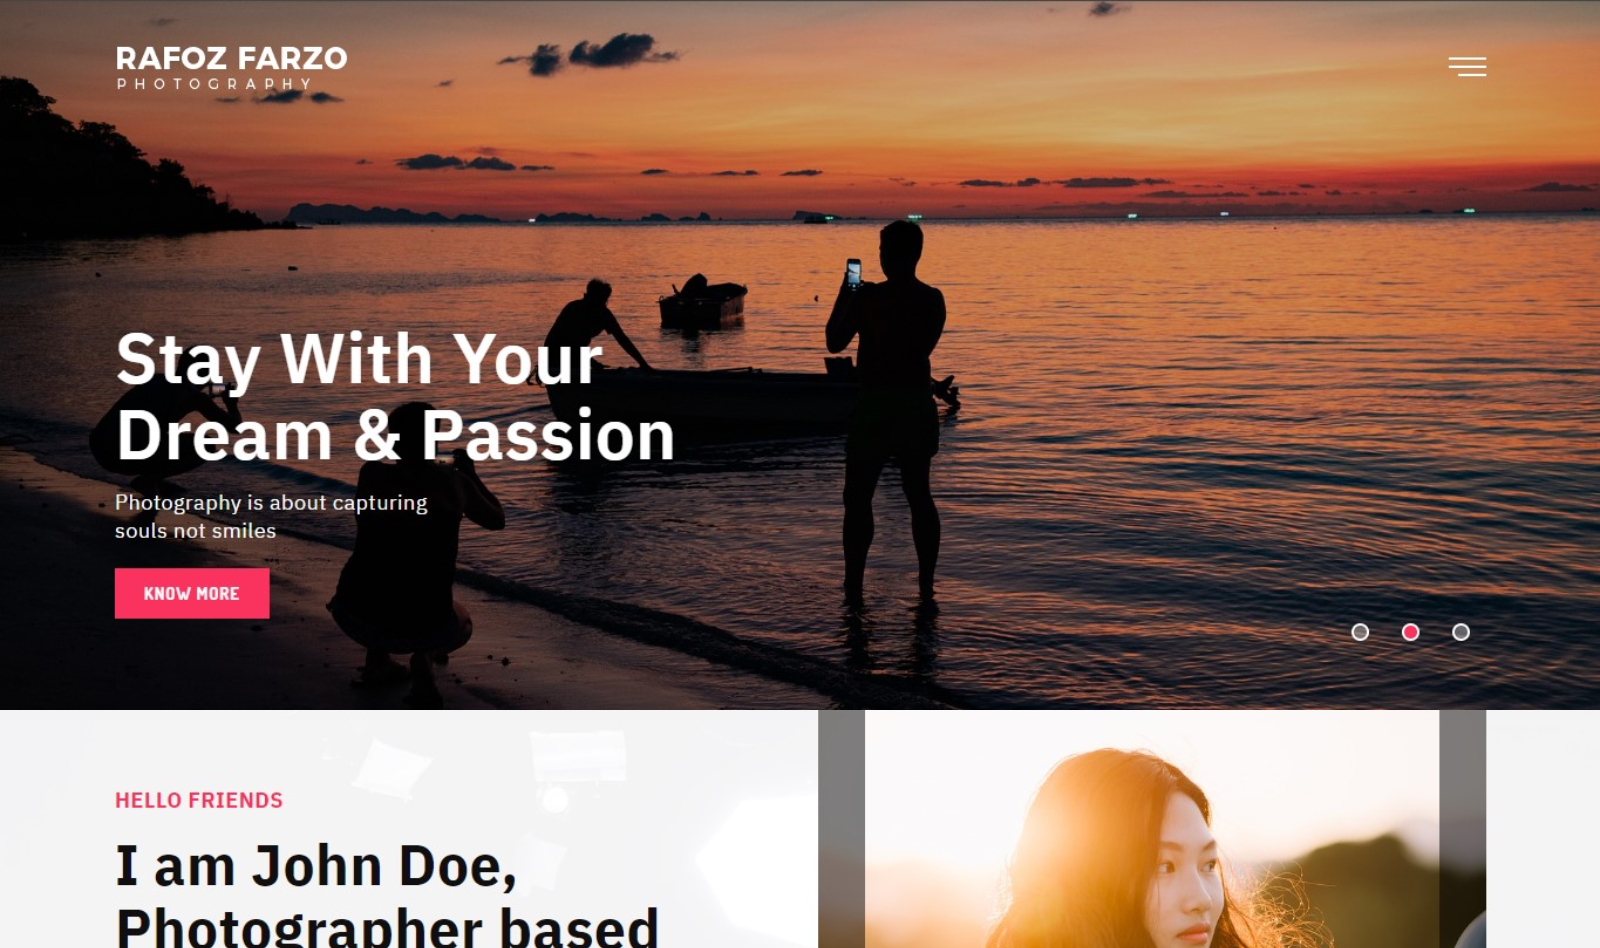 RAFOZ FARZO
PHOTOGRAPHY
Stay With Your
Dream & Passion
Photography is about capturing
souls not smiles
KNOW MORE
HELLO FRIENDS
I am John Doe,
Photographer based